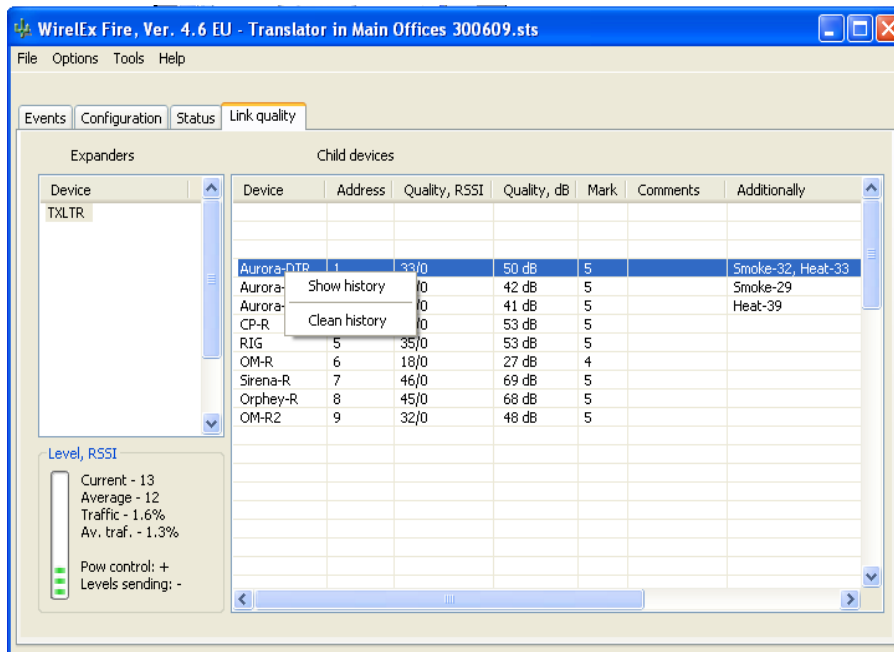 WirelEx Fire, Ver. 4.6 EU - Translator in Main Offices 300609.sts
File Options Tools Help
Events Configuration Status Link quality
Expanders Child devices
Device
TXLTR
Device Address Quality, RSSI Quality, dB Mark Comments Additionally
Aurora-DTR 1 33/0 50 dB 5 Smoke-32, Heat-33
Aurora- /0 42 dB 5 Smoke-29
Aurora- /0 41 dB 5 Heat-39
CP-R /0 53 dB 5
RIG 5 35/0 53 dB 5
OM-R 6 18/0 27 dB 4
Sirena-R 7 46/0 69 dB 5
Orphey-R 8 45/0 68 dB 5
OM-R2 9 32/0 48 dB 5
Show history
Clean history
Level, RSSI
Current - 13
Average - 12
Traffic - 1.6%
Av. traf. - 1.3%
Pow control: +
Levels sending: -